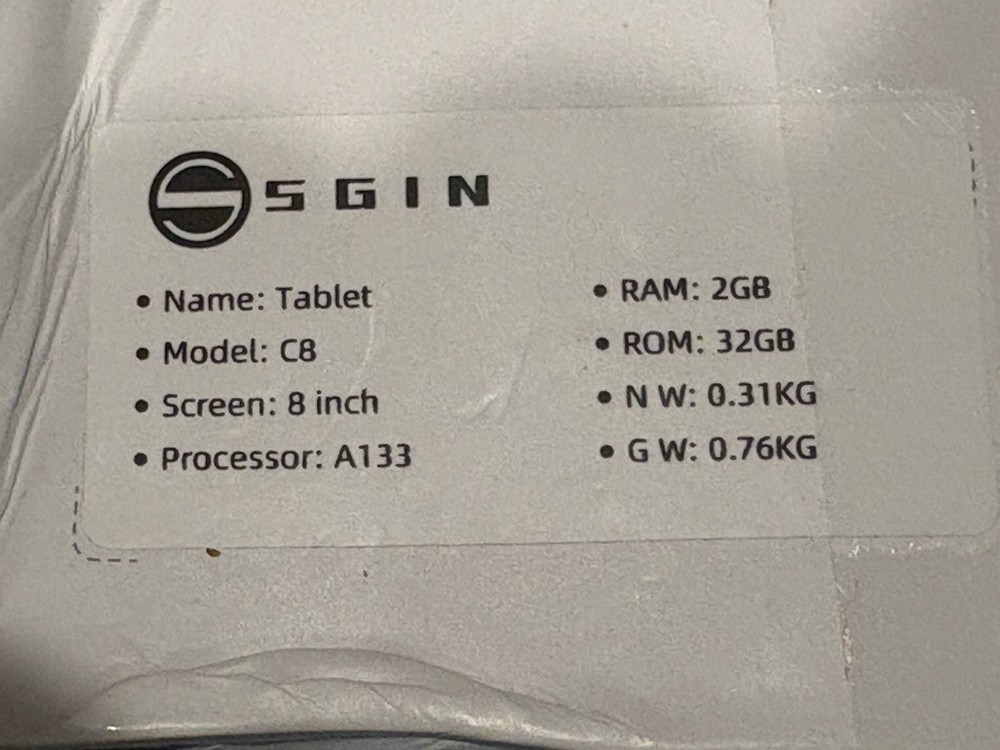 SGIN
• Name: Tablet
• Model: C8
• Screen: 8 inch
• Processor: A133
• RAM: 2GB
• ROM: 32GB
• N W: 0.31KG
• G W: 0.76KG